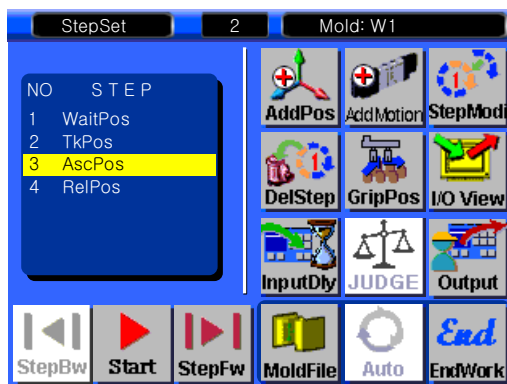 StepSet 2 Mold: W1
NO STEP
1 WaitPos
2 TkPos
3 AscPos
4 RelPos
AddPos AddMotion StepModi
DelStep GripPos I/O View
InputDly JUDGE Output
StepBw Start StepFw MoldFile Auto End EndWork